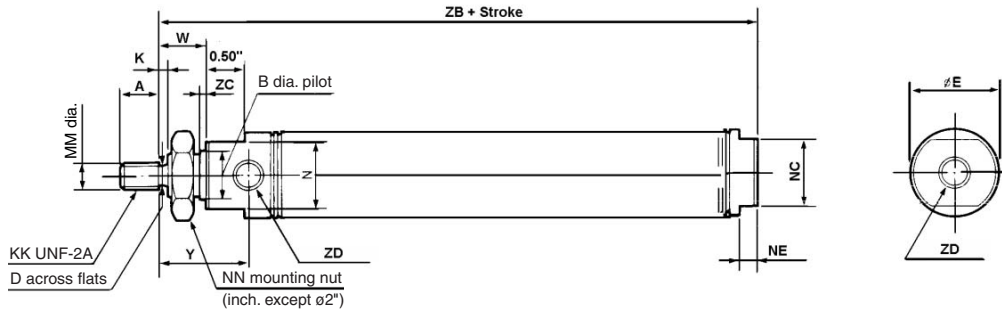 ZB + Stroke
W
K
0.50"
A
ZC
B dia. pilot
øE
MM dia.
N
NC
KK UNF-2A
D across flats
Y
ZD
NN mounting nut
(inch. except ø2")
NE
ZD